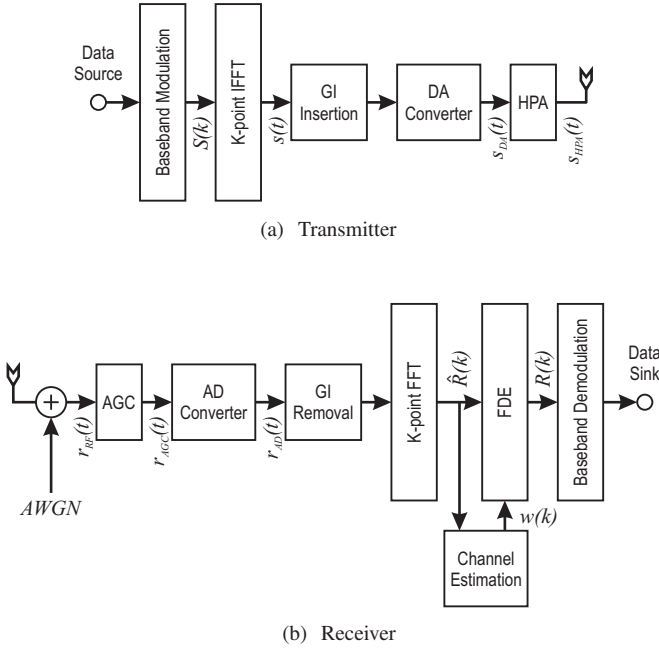 Data
Source
Baseband Modulation
S(k)
K-point IFFT
s(t)
GI
Insertion
DA
Converter
s_DA(t)
HPA
s_HPA(t)
(a) Transmitter
AWGN
r_RF(t)
AGC
r_AGC(t)
AD
Converter
r_AD(t)
GI
Removal
K-point FFT
R̂(k)
FDE
R(k)
Baseband Demodulation
Data
Sink
w(k)
Channel
Estimation
(b) Receiver